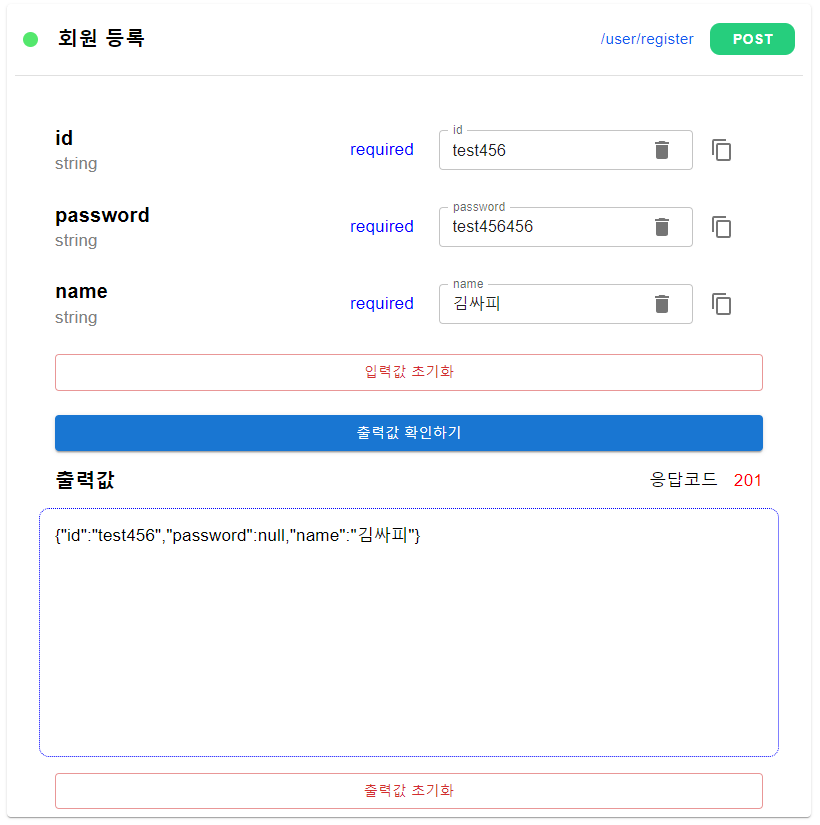 회원 등록 /user/register POST
id required id
string test456
password required password
string test456456
name required name
string 김싸피
입력값 초기화
출력값 확인하기
출력값 응답코드 201
{"id":"test456","password":null,"name":"김싸피"}
출력값 초기화